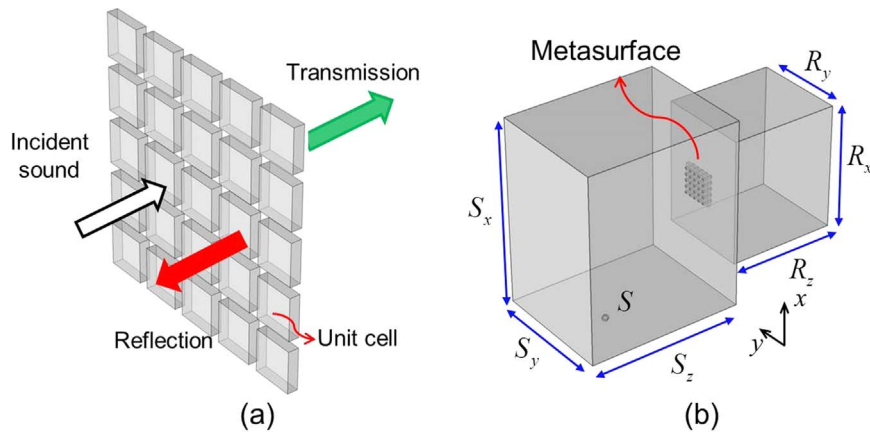 Incident
sound
Transmission
Reflection
Unit cell
(a)
Metasurface
R_y
R_x
S_x
S
R_z
x
y
S_y
S_z
(b)